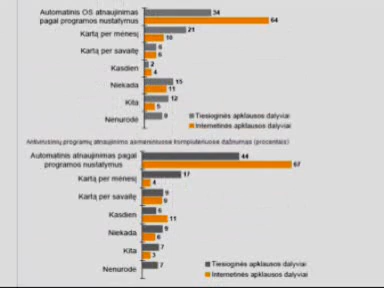 Automatinis OS atnaujinimas
pagal programos nustatymus
34
64
Kartą per mėnesį
21
10
Kartą per savaitę
6
6
Kasdien
2
4
Niekada
15
11
Kita
12
5
Nenurodė
9
Tiesioginės apklausos dalyviai
Internetinės apklausos dalyviai
Antivirusinių programų atnaujinimo asmeniniuose kompiuteriuose dažnumas (procentais)
Automatinis atnaujinimas pagal
programos nustatymus
44
67
Kartą per mėnesį
17
4
Kartą per savaitę
9
9
Kasdien
6
11
Niekada
9
6
Kita
7
3
Nenurodė
7
Tiesioginės apklausos dalyviai
Internetinės apklausos dalyviai